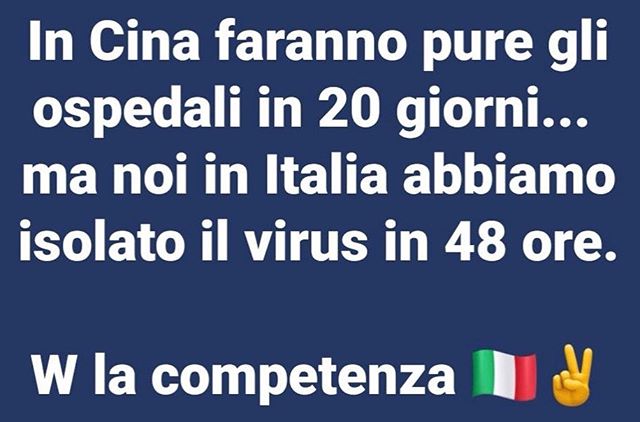 In Cina faranno pure gli
ospedali in 20 giorni...
ma noi in Italia abbiamo
isolato il virus in 48 ore.
W la competenza 🇮🇹✌️